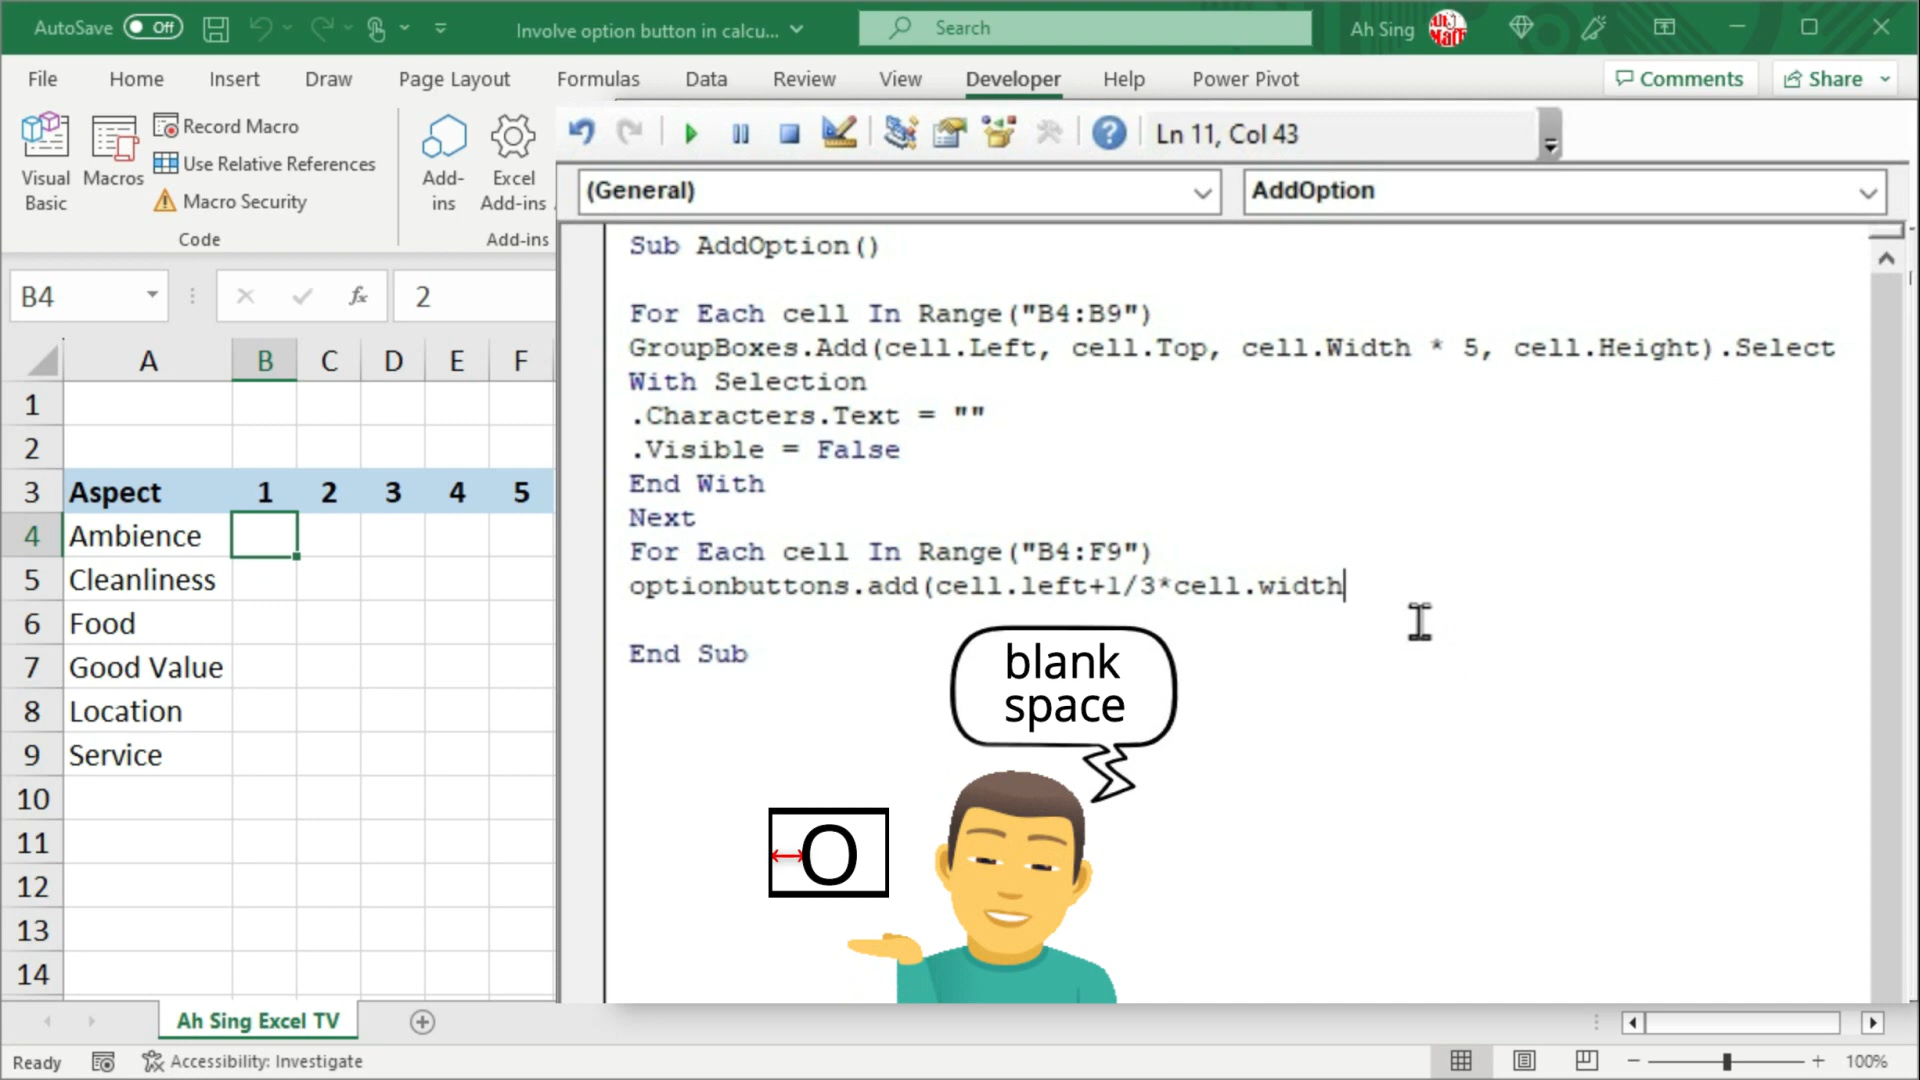 AutoSave Off Involve option button in calcu... Search Ah Sing
File Home Insert Draw Page Layout Formulas Data Review View Developer Help Power Pivot Comments Share
Visual Basic
Macros
Record Macro
Use Relative References
Macro Security
Code
Add-ins
Excel Add-ins
Add-ins
Ln 11, Col 43
(General) AddOption
B4 fx 2
A B C D E F
1
2
3 Aspect 1 2 3 4 5
4 Ambience
5 Cleanliness
6 Food
7 Good Value
8 Location
9 Service
10
11
12
13
14
Sub AddOption()
For Each cell In Range("B4:B9")
GroupBoxes.Add(cell.Left, cell.Top, cell.Width * 5, cell.Height).Select
With Selection
.Characters.Text = ""
.Visible = False
End With
Next
For Each cell In Range("B4:F9")
optionbuttons.add(cell.left+1/3*cell.width
End Sub
blank
space
O
Ah Sing Excel TV
Ready Accessibility: Investigate 100%